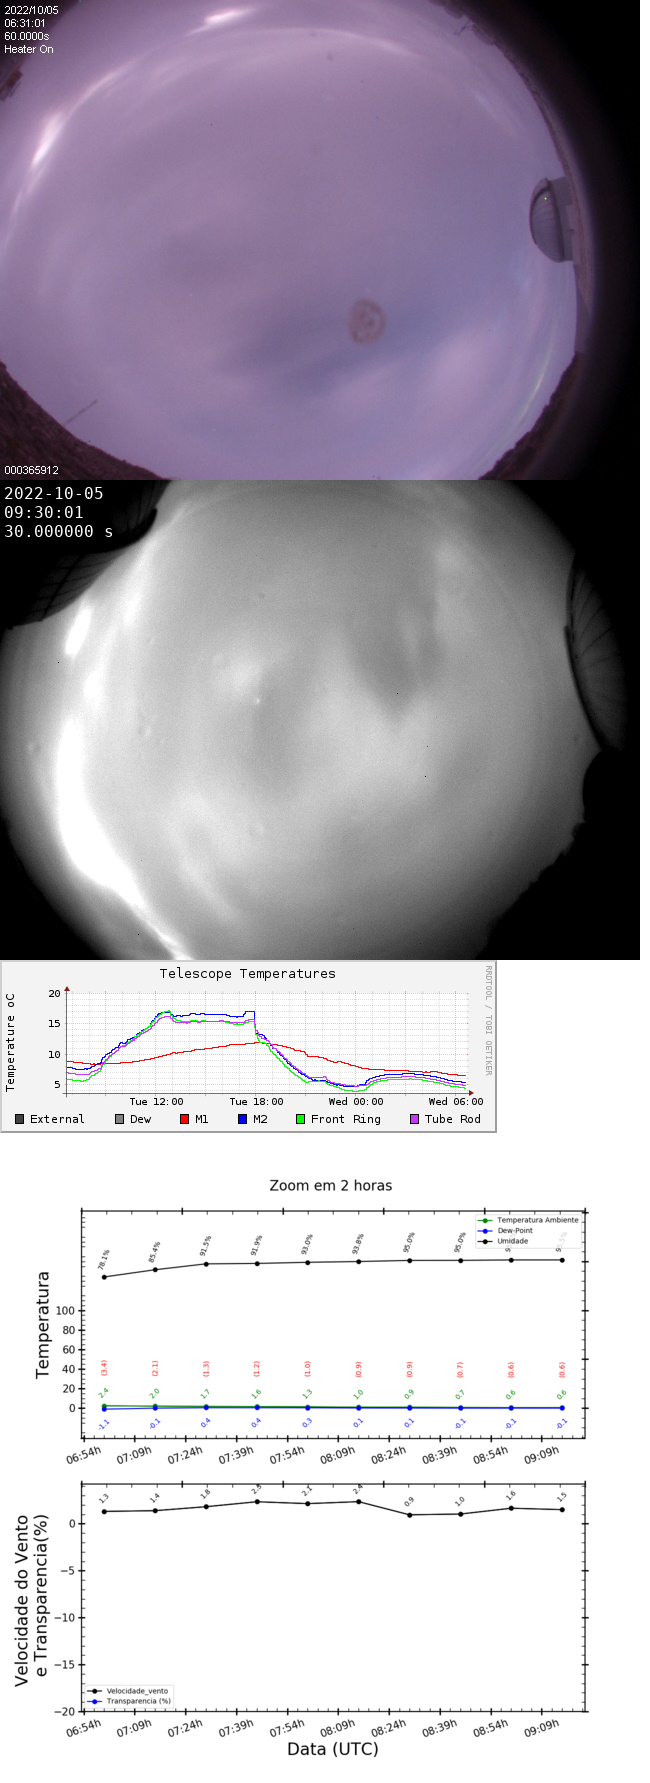 2022/10/05
06:31:01
60.0000s
Heater On
000365912
2022-10-05
09:30:01
30.000000 s
Telescope Temperatures
RRDTOOL / TOBI OETIKER
Temperature oC
20
15
10
5
Tue 12:00 Tue 18:00 Wed 00:00 Wed 06:00
External Dew M1 M2 Front Ring Tube Rod
Zoom em 2 horas
Temperatura Ambiente
Dew-Point
Umidade
78.1% 85.4% 91.5% 91.9% 93.0% 93.8% 95.0% 95.0%
Temperatura
100
80
60
40
20
0
(3.4) (2.1) (1.3) (1.2) (1.0) (0.9) (0.9) (0.7) (0.6) (0.6)
2.4 2.0 1.7 1.6 1.3 1.0 0.9 0.7 0.6 0.6
-1.1 -0.1 0.4 0.4 0.3 0.1 0.1 -0.1 -0.1 -0.1
06:54h 07:09h 07:24h 07:39h 07:54h 08:09h 08:24h 08:39h 08:54h 09:09h
1.3 1.4 1.8 2.1 2.4 0.9 1.0 1.6 1.5
Velocidade do Vento
e Transparencia(%)
0
−5
−10
−15
−20
Velocidade_vento
Transparencia (%)
06:54h 07:09h 07:24h 07:39h 07:54h 08:09h 08:24h 08:39h 08:54h 09:09h
Data (UTC)